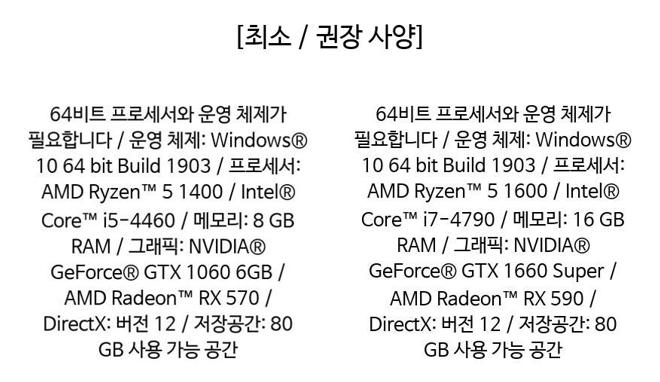 [최소 / 권장 사양]
64비트 프로세서와 운영 체제가
필요합니다 / 운영 체제: Windows®
10 64 bit Build 1903 / 프로세서:
AMD Ryzen™ 5 1400 / Intel®
Core™ i5-4460 / 메모리: 8 GB
RAM / 그래픽: NVIDIA®
GeForce® GTX 1060 6GB /
AMD Radeon™ RX 570 /
DirectX: 버전 12 / 저장공간: 80
GB 사용 가능 공간
64비트 프로세서와 운영 체제가
필요합니다 / 운영 체제: Windows®
10 64 bit Build 1903 / 프로세서:
AMD Ryzen™ 5 1600 / Intel®
Core™ i7-4790 / 메모리: 16 GB
RAM / 그래픽: NVIDIA®
GeForce® GTX 1660 Super /
AMD Radeon™ RX 590 /
DirectX: 버전 12 / 저장공간: 80
GB 사용 가능 공간